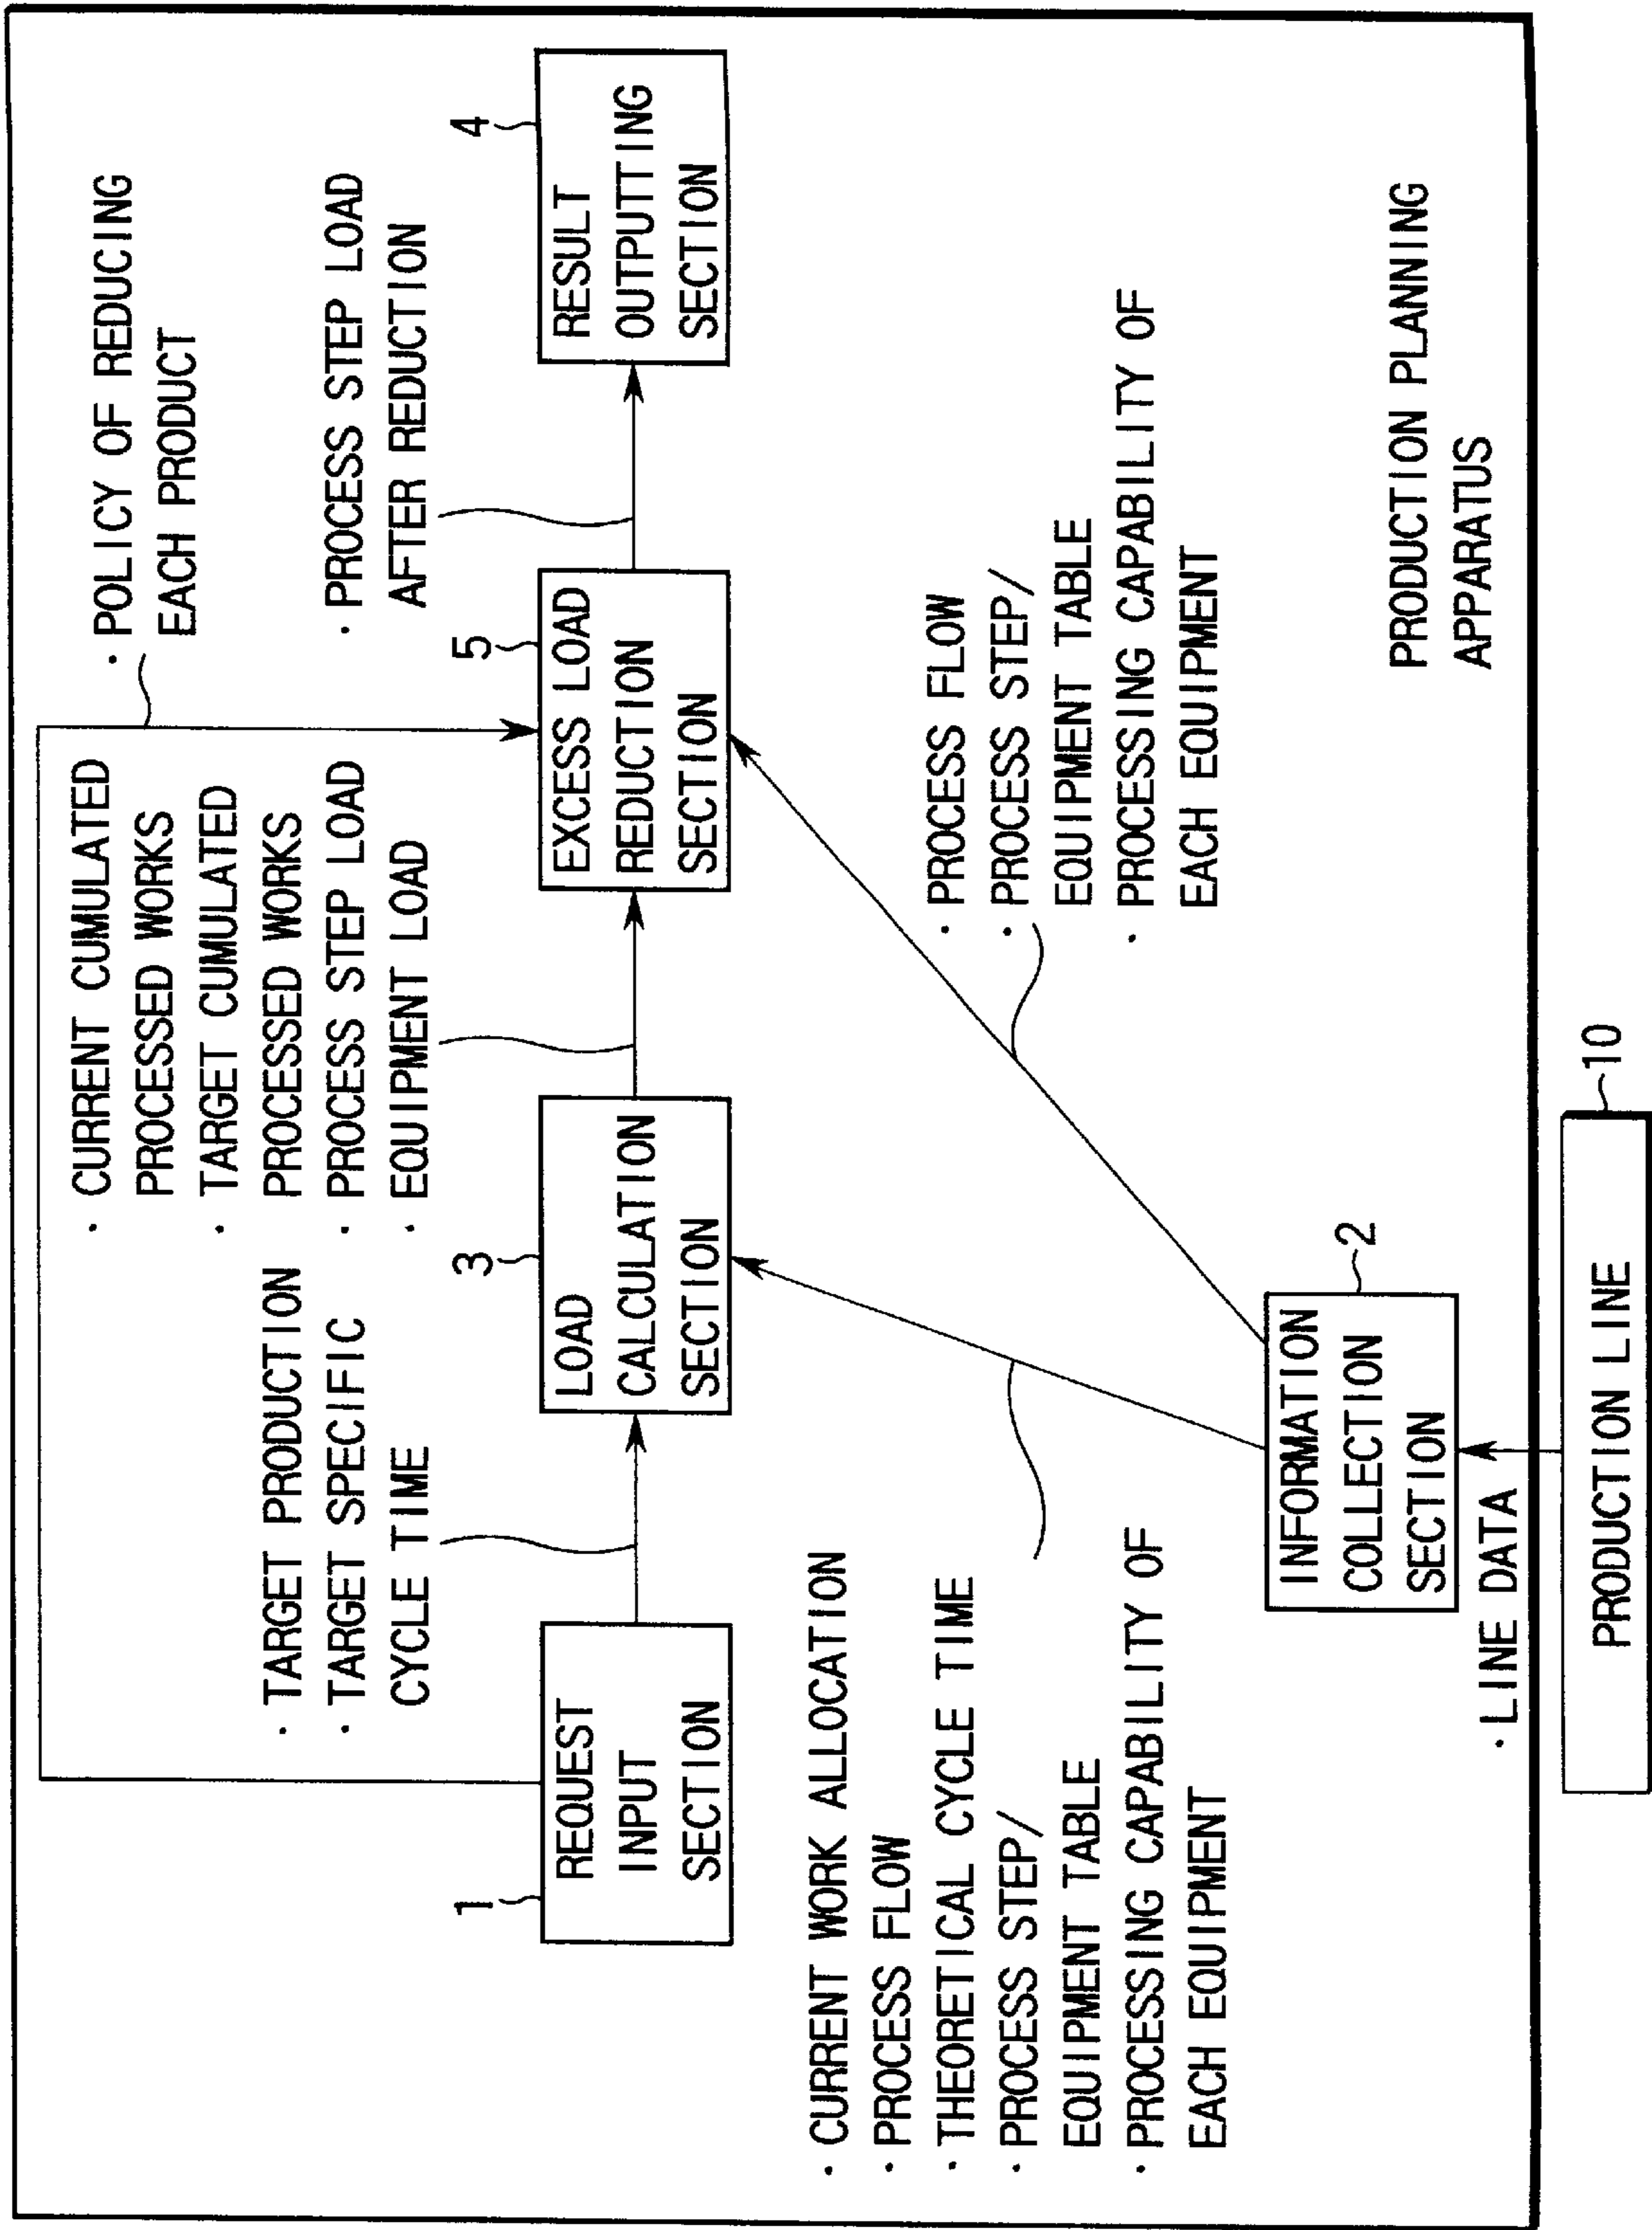 · POLICY OF REDUCING
EACH PRODUCT
· CURRENT CUMULATED
PROCESSED WORKS
· TARGET CUMULATED
PROCESSED WORKS
· PROCESS STEP LOAD
· EQUIPMENT LOAD
· TARGET PRODUCTION
· TARGET SPECIFIC
CYCLE TIME
· PROCESS STEP LOAD
AFTER REDUCTION
1
REQUEST
INPUT
SECTION
3
LOAD
CALCULATION
SECTION
5
EXCESS LOAD
REDUCTION
SECTION
4
RESULT
OUTPUTTING
SECTION
· CURRENT WORK ALLOCATION
· PROCESS FLOW
· THEORETICAL CYCLE TIME
· PROCESS STEP/
EQUIPMENT TABLE
· PROCESSING CAPABILITY OF
EACH EQUIPMENT
· PROCESS FLOW
· PROCESS STEP/
EQUIPMENT TABLE
· PROCESSING CAPABILITY OF
EACH EQUIPMENT
2
INFORMATION
COLLECTION
SECTION
PRODUCTION PLANNING
APPARATUS
· LINE DATA
10
PRODUCTION LINE